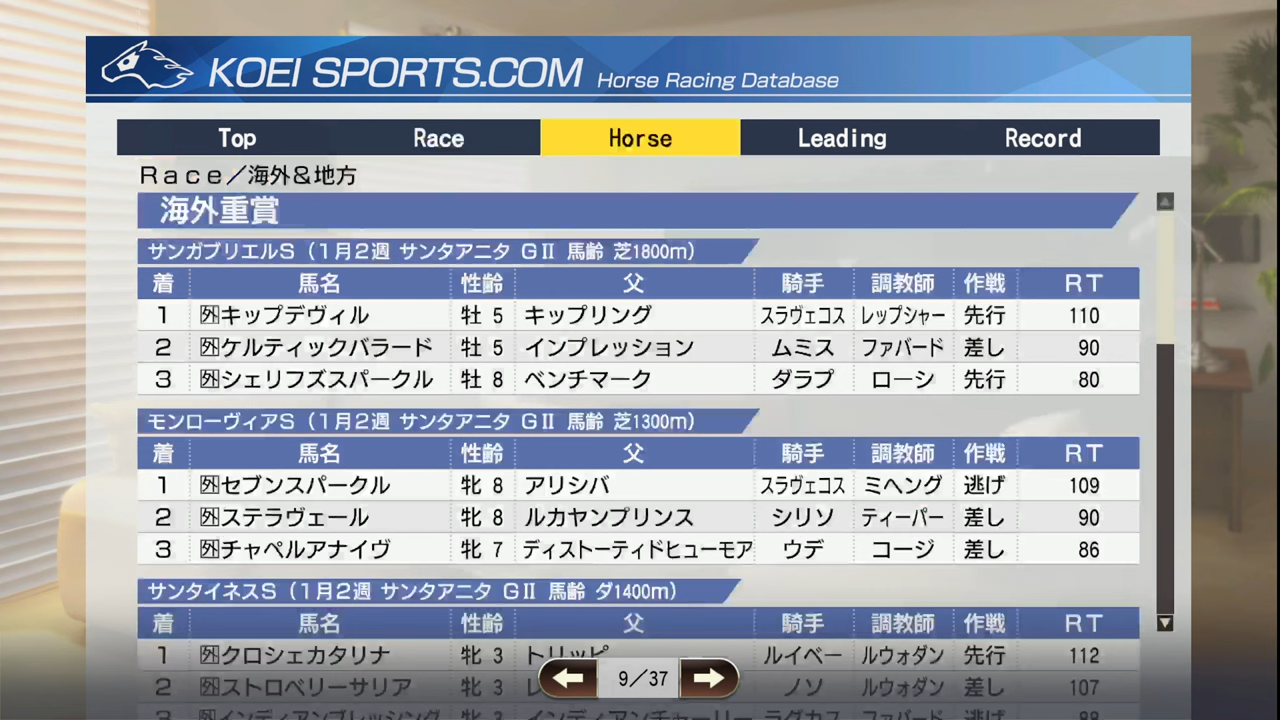 KOEI SPORTS.COM Horse Racing Database
Top Race Horse Leading Record
Race／海外&地方
海外重賞
サンガブリエルS（1月2週 サンタアニタ GII 馬齢 芝1800m）
着 馬名 性齢 父 騎手 調教師 作戦 RT
1 外キップデヴィル 牡 5 キップリング スラヴェコス レップシャー 先行 110
2 外ケルティックバラード 牡 5 インプレッション ムミス ファバード 差し 90
3 外シェリフズスパークル 牡 8 ベンチマーク ダラプ ローシ 先行 80
モンローヴィアS（1月2週 サンタアニタ GII 馬齢 芝1300m）
着 馬名 性齢 父 騎手 調教師 作戦 RT
1 外セブンスパークル 牝 8 アリシバ スラヴェコス ミヘング 逃げ 109
2 外ステラヴェール 牝 8 ルカヤンプリンス シリソ ティーパー 差し 90
3 外チャペルアナイヴ 牝 7 ディストーティドヒューモア ウデ コージ 差し 86
サンタイネスS（1月2週 サンタアニタ GII 馬齢 ダ1400m）
着 馬名 性齢 父 騎手 調教師 作戦 RT
1 外クロシェカタリナ 牝 3 トリッピ ルイベー ルウォダン 先行 112
2 外ストロベリーサリア 牝 3 レ ノソ ルウォダン 差し 107
9/37